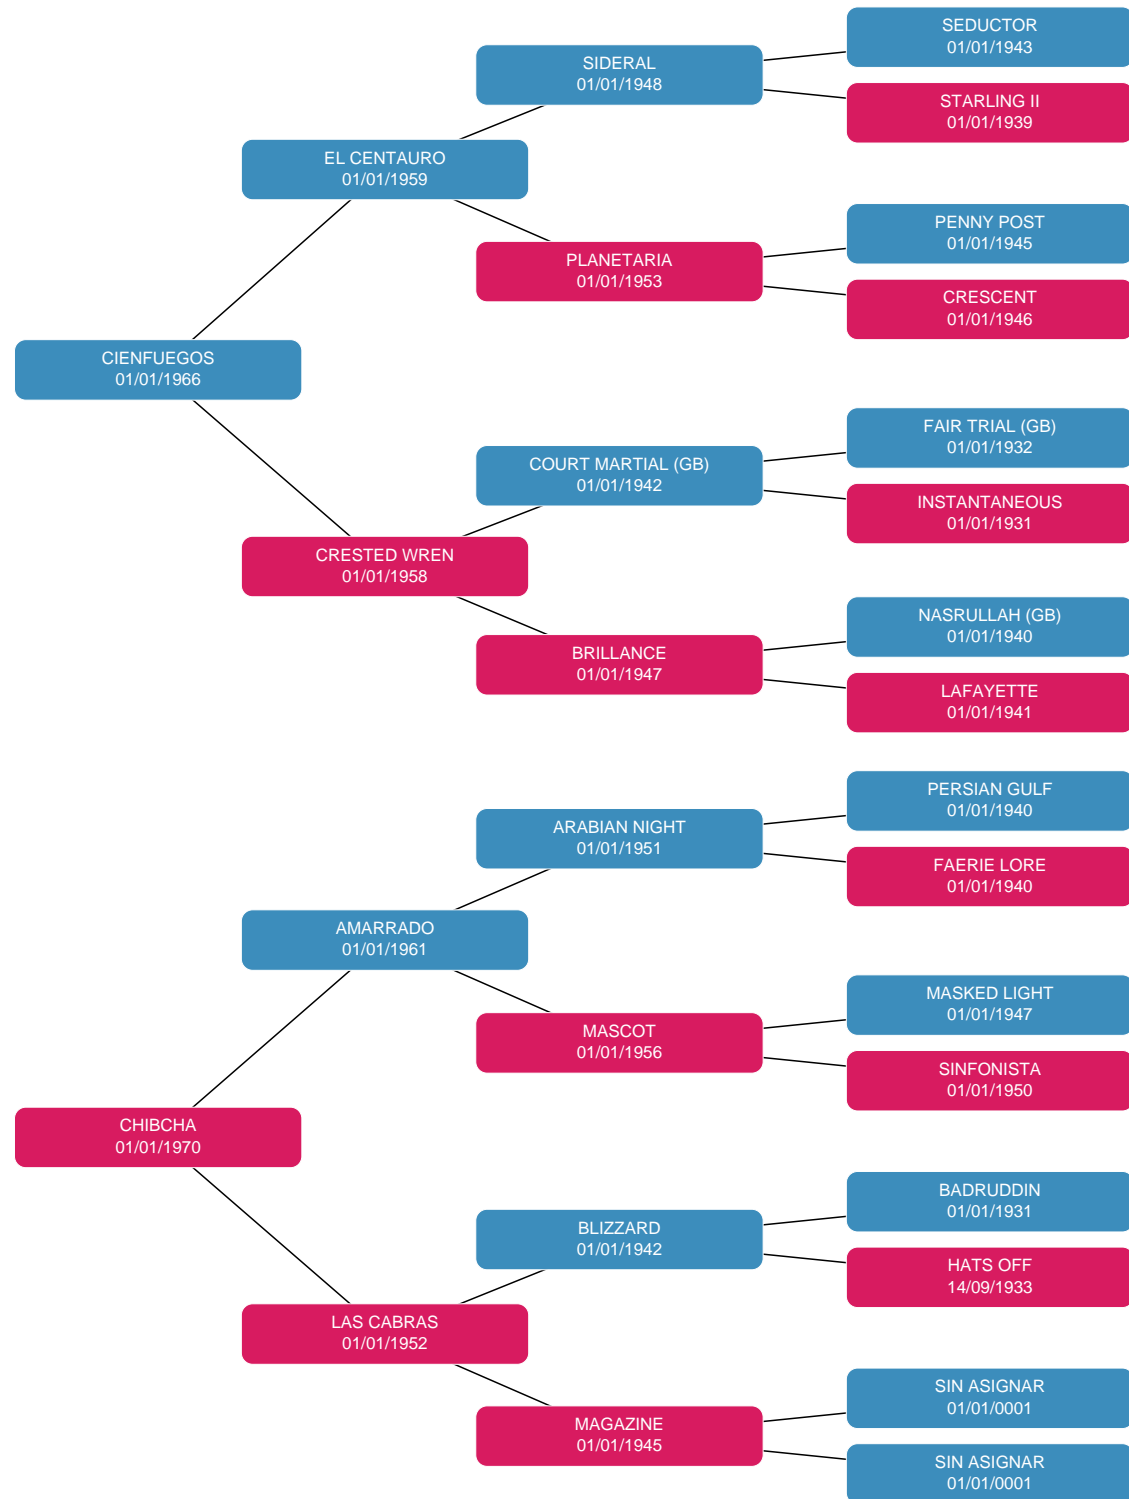 SEDUCTOR
01/01/1943
SIDERAL
01/01/1948
STARLING II
01/01/1939
EL CENTAURO
01/01/1959
PENNY POST
01/01/1945
PLANETARIA
01/01/1953
CRESCENT
01/01/1946
CIENFUEGOS
01/01/1966
FAIR TRIAL (GB)
01/01/1932
COURT MARTIAL (GB)
01/01/1942
INSTANTANEOUS
01/01/1931
CRESTED WREN
01/01/1958
NASRULLAH (GB)
01/01/1940
BRILLANCE
01/01/1947
LAFAYETTE
01/01/1941
PERSIAN GULF
01/01/1940
ARABIAN NIGHT
01/01/1951
FAERIE LORE
01/01/1940
AMARRADO
01/01/1961
MASKED LIGHT
01/01/1947
MASCOT
01/01/1956
SINFONISTA
01/01/1950
CHIBCHA
01/01/1970
BADRUDDIN
01/01/1931
BLIZZARD
01/01/1942
HATS OFF
14/09/1933
LAS CABRAS
01/01/1952
SIN ASIGNAR
01/01/0001
MAGAZINE
01/01/1945
SIN ASIGNAR
01/01/0001